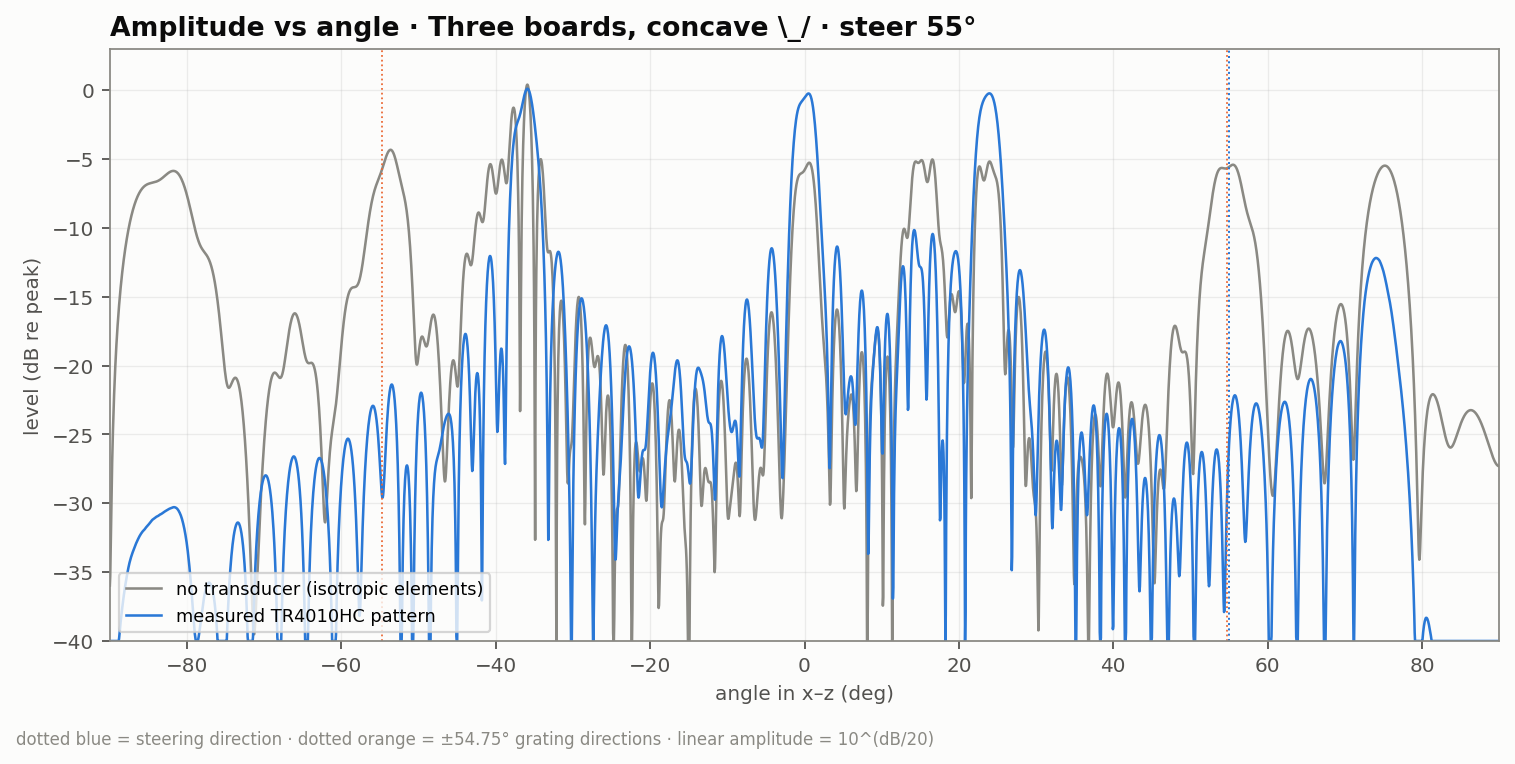 Amplitude vs angle · Three boards, concave \_/ · steer 55°
level (dB re peak)
0
−5
−10
−15
−20
−25
−30
−35
−40
no transducer (isotropic elements)
measured TR4010HC pattern
−80 −60 −40 −20 0 20 40 60 80
angle in x–z (deg)
dotted blue = steering direction · dotted orange = ±54.75° grating directions · linear amplitude = 10^(dB/20)